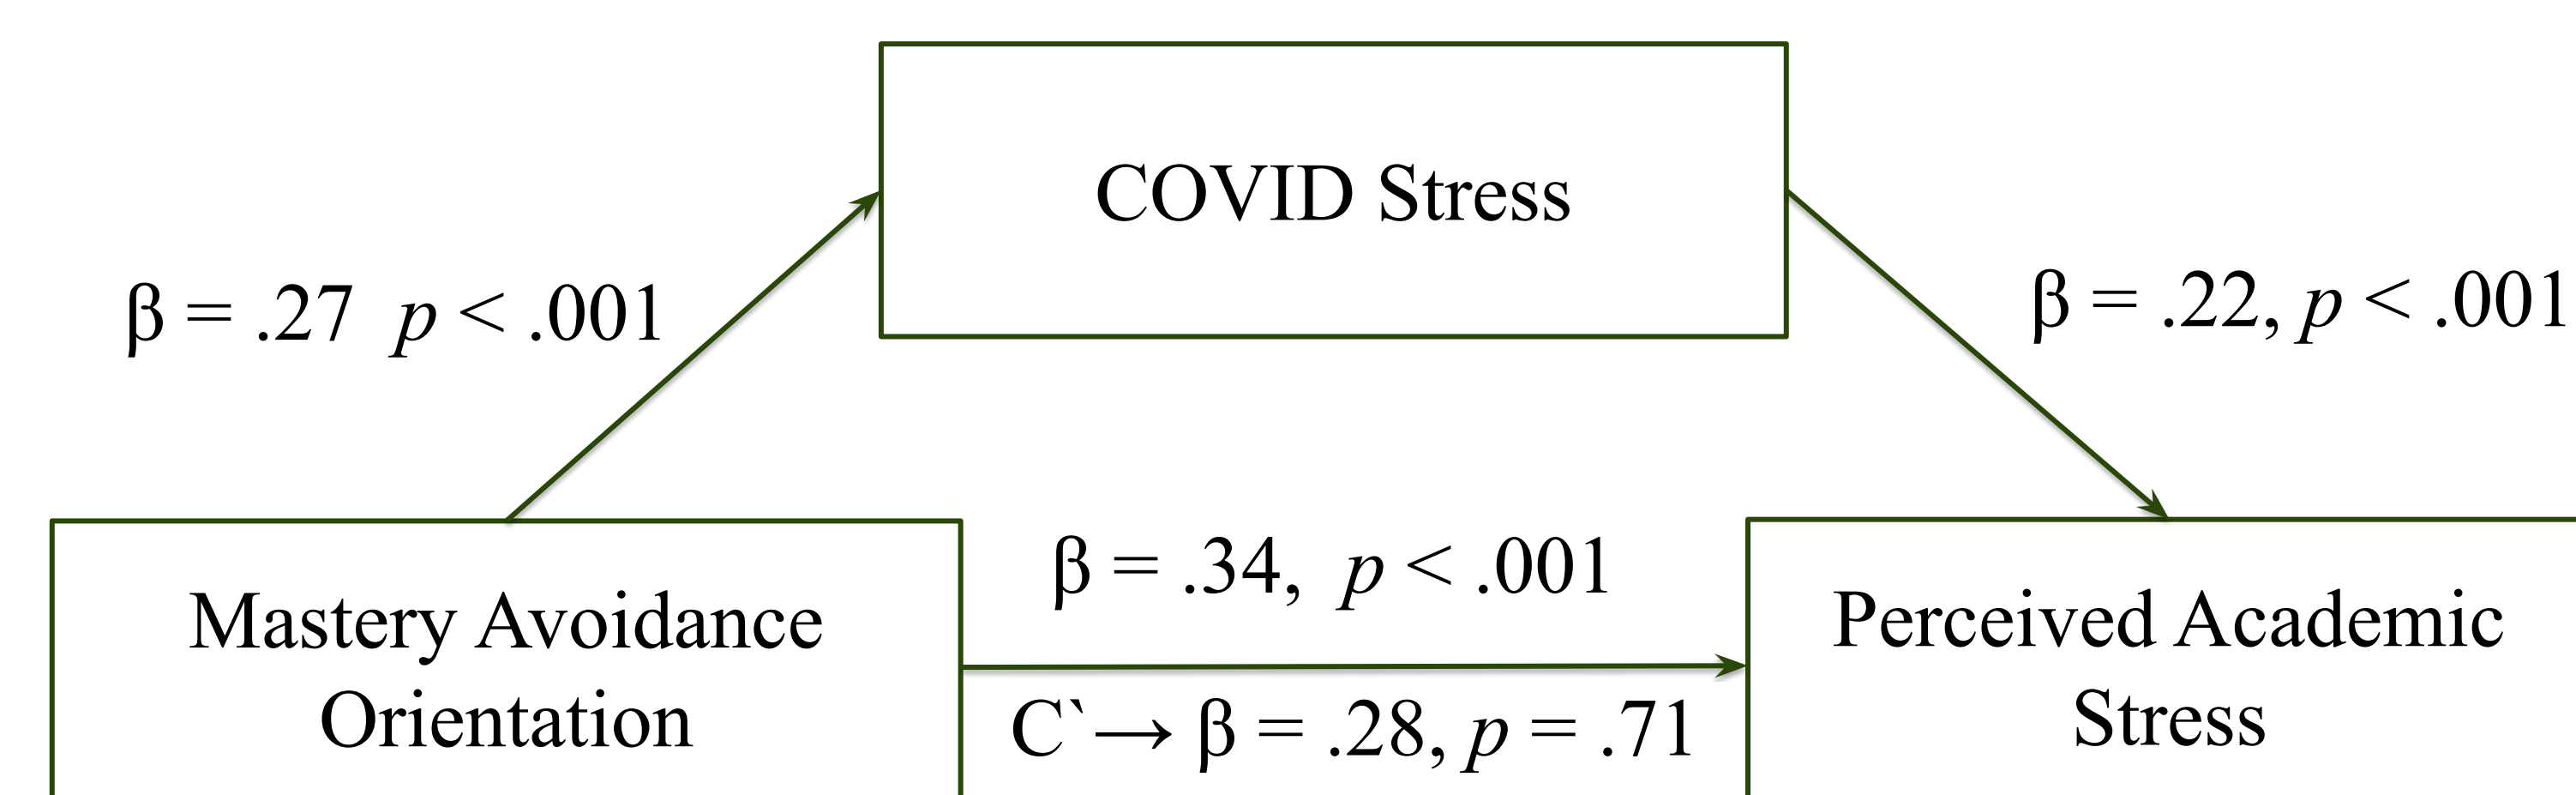 COVID Stress
β = .27 p < .001
β = .22, p < .001
Mastery Avoidance
Orientation
β = .34, p < .001
C`→ β = .28, p = .71
Perceived Academic
Stress